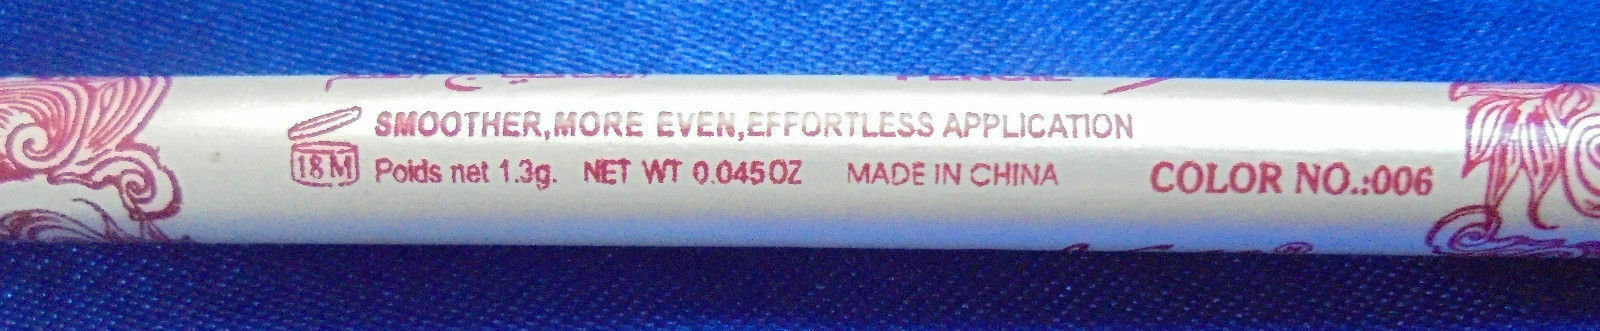 PENCIL
SMOOTHER,MORE EVEN,EFFORTLESS APPLICATION
18M Poids net 1.3g. NET WT 0.045OZ MADE IN CHINA COLOR NO.:006